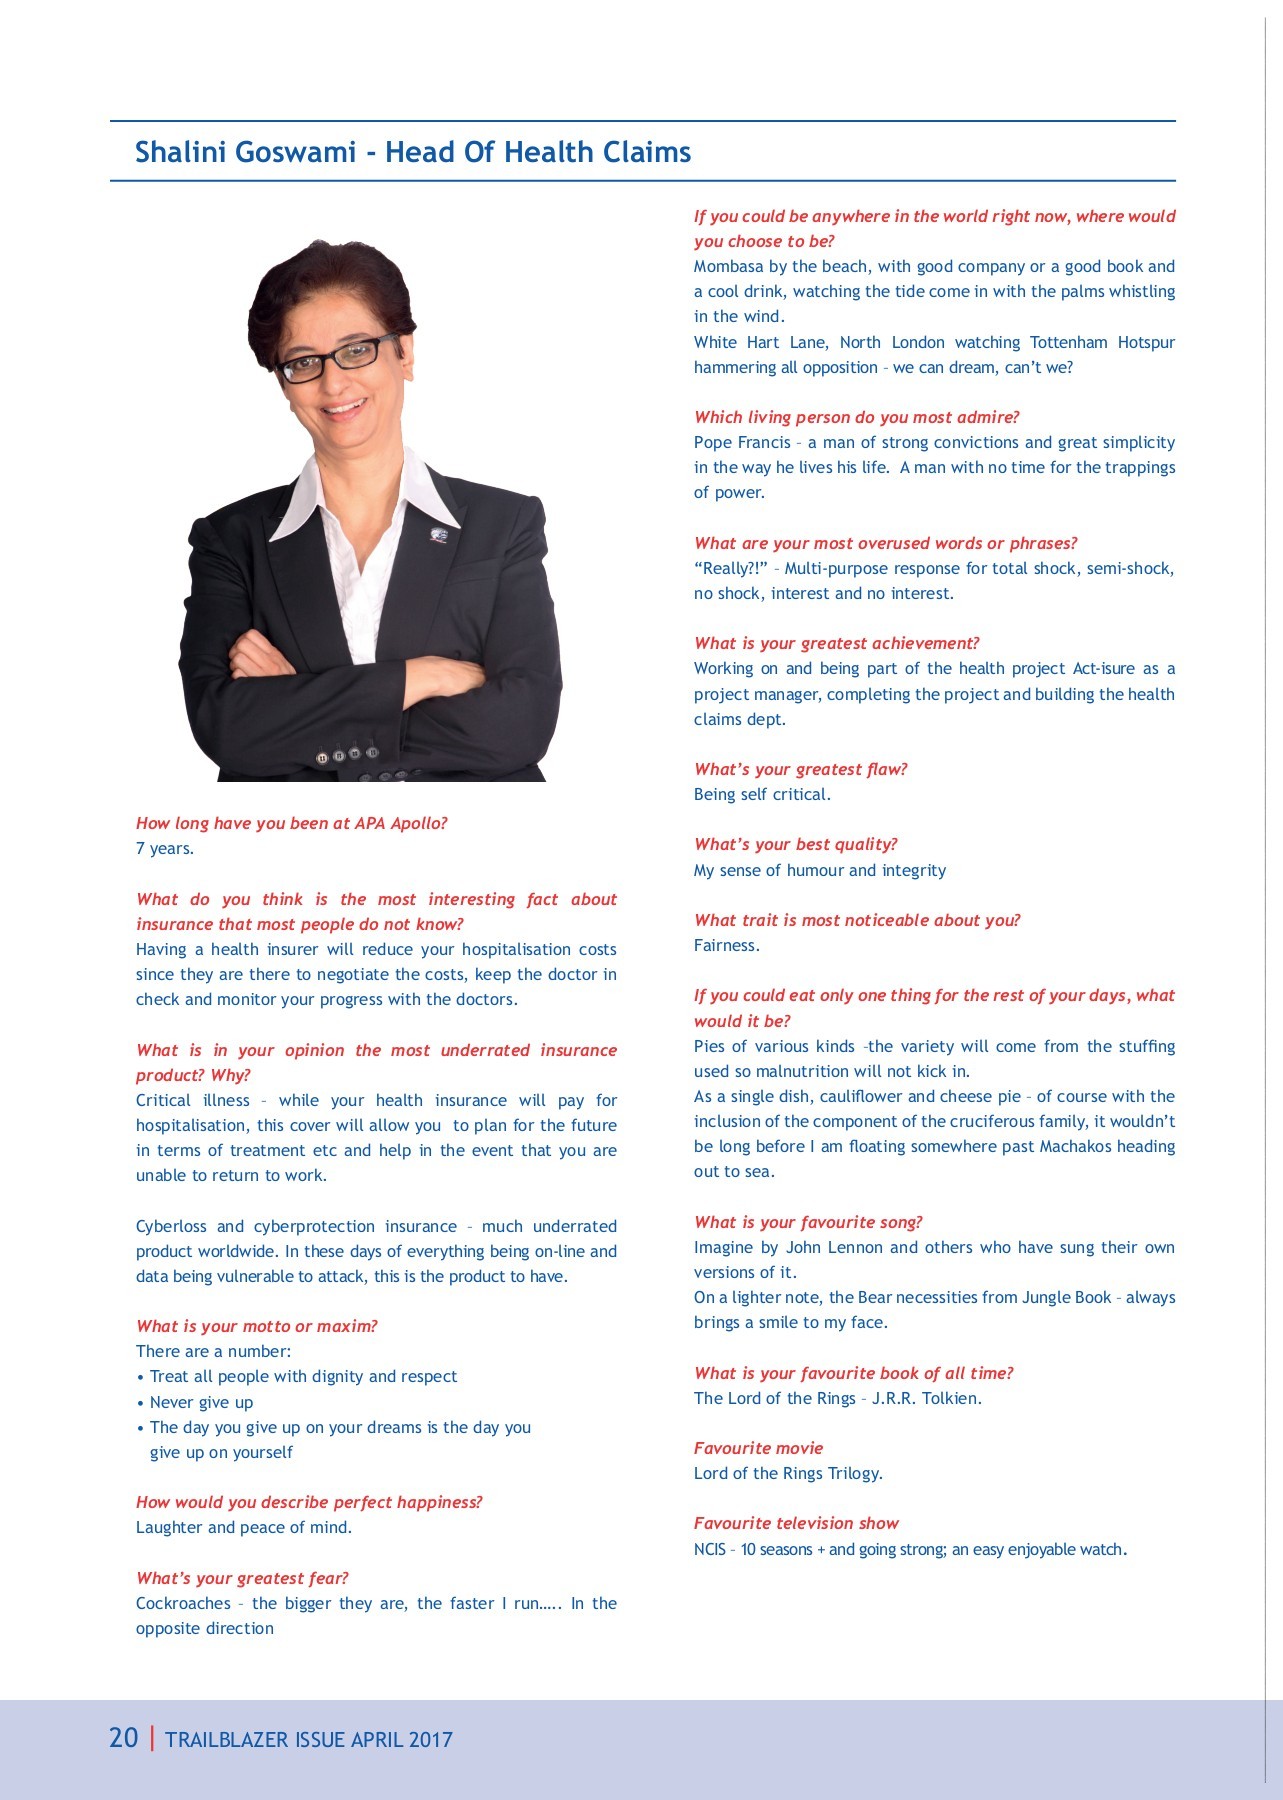 Shalini Goswami - Head Of Health Claims
How long have you been at APA Apollo?
7 years.
What do you think is the most interesting fact about
insurance that most people do not know?
Having a health insurer will reduce your hospitalisation costs
since they are there to negotiate the costs, keep the doctor in
check and monitor your progress with the doctors.
What is in your opinion the most underrated insurance
product? Why?
Critical illness – while your health insurance will pay for
hospitalisation, this cover will allow you  to plan for the future
in terms of treatment etc and help in the event that you are
unable to return to work.
Cyberloss and cyberprotection insurance – much underrated
product worldwide. In these days of everything being on-line and
data being vulnerable to attack, this is the product to have.
What is your motto or maxim?
There are a number:
• Treat all people with dignity and respect
• Never give up
• The day you give up on your dreams is the day you
give up on yourself
How would you describe perfect happiness?
Laughter and peace of mind.
What’s your greatest fear?
Cockroaches – the bigger they are, the faster I run….. In the
opposite direction
If you could be anywhere in the world right now, where would
you choose to be?
Mombasa by the beach, with good company or a good book and
a cool drink, watching the tide come in with the palms whistling
in the wind.
White Hart Lane, North London watching Tottenham Hotspur
hammering all opposition – we can dream, can’t we?
Which living person do you most admire?
Pope Francis – a man of strong convictions and great simplicity
in the way he lives his life.  A man with no time for the trappings
of power.
What are your most overused words or phrases?
“Really?!” – Multi-purpose response for total shock, semi-shock,
no shock, interest and no interest.
What is your greatest achievement?
Working on and being part of the health project Act-isure as a
project manager, completing the project and building the health
claims dept.
What’s your greatest flaw?
Being self critical.
What’s your best quality?
My sense of humour and integrity
What trait is most noticeable about you?
Fairness.
If you could eat only one thing for the rest of your days, what
would it be?
Pies of various kinds –the variety will come from the stuffing
used so malnutrition will not kick in.
As a single dish, cauliflower and cheese pie – of course with the
inclusion of the component of the cruciferous family, it wouldn’t
be long before I am floating somewhere past Machakos heading
out to sea.
What is your favourite song?
Imagine by John Lennon and others who have sung their own
versions of it.
On a lighter note, the Bear necessities from Jungle Book – always
brings a smile to my face.
What is your favourite book of all time?
The Lord of the Rings – J.R.R. Tolkien.
Favourite movie
Lord of the Rings Trilogy.
Favourite television show
NCIS – 10 seasons + and going strong; an easy enjoyable watch.
20 | TRAILBLAZER ISSUE APRIL 2017